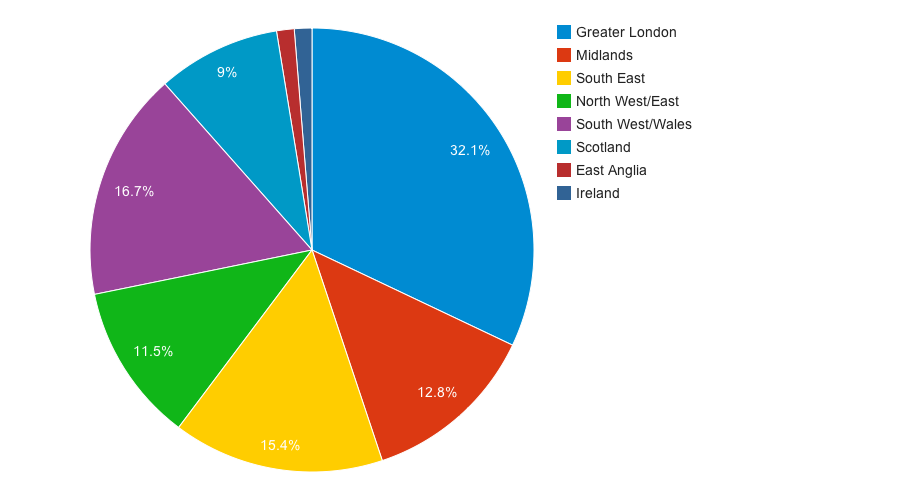 Greater London
Midlands
South East
North West/East
South West/Wales
Scotland
East Anglia
Ireland
9%
32.1%
16.7%
11.5%
12.8%
15.4%